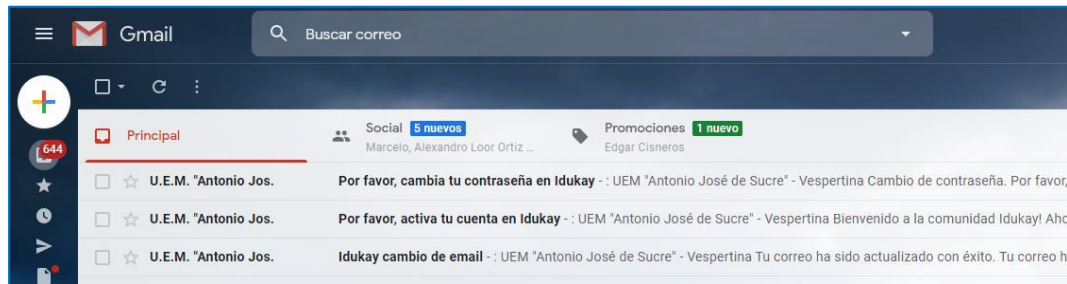 Gmail
Buscar correo
Principal
Social 5 nuevos
Marcelo, Alexandro Loor Ortiz ...
Promociones 1 nuevo
Edgar Cisneros
644
U.E.M. "Antonio Jos. Por favor, cambia tu contraseña en Idukay - : UEM "Antonio José de Sucre" - Vespertina Cambio de contraseña. Por favor,
U.E.M. "Antonio Jos. Por favor, activa tu cuenta en Idukay - : UEM "Antonio José de Sucre" - Vespertina Bienvenido a la comunidad Idukay! Aho
U.E.M. "Antonio Jos. Idukay cambio de email - : UEM "Antonio José de Sucre" - Vespertina Tu correo ha sido actualizado con éxito. Tu correo h